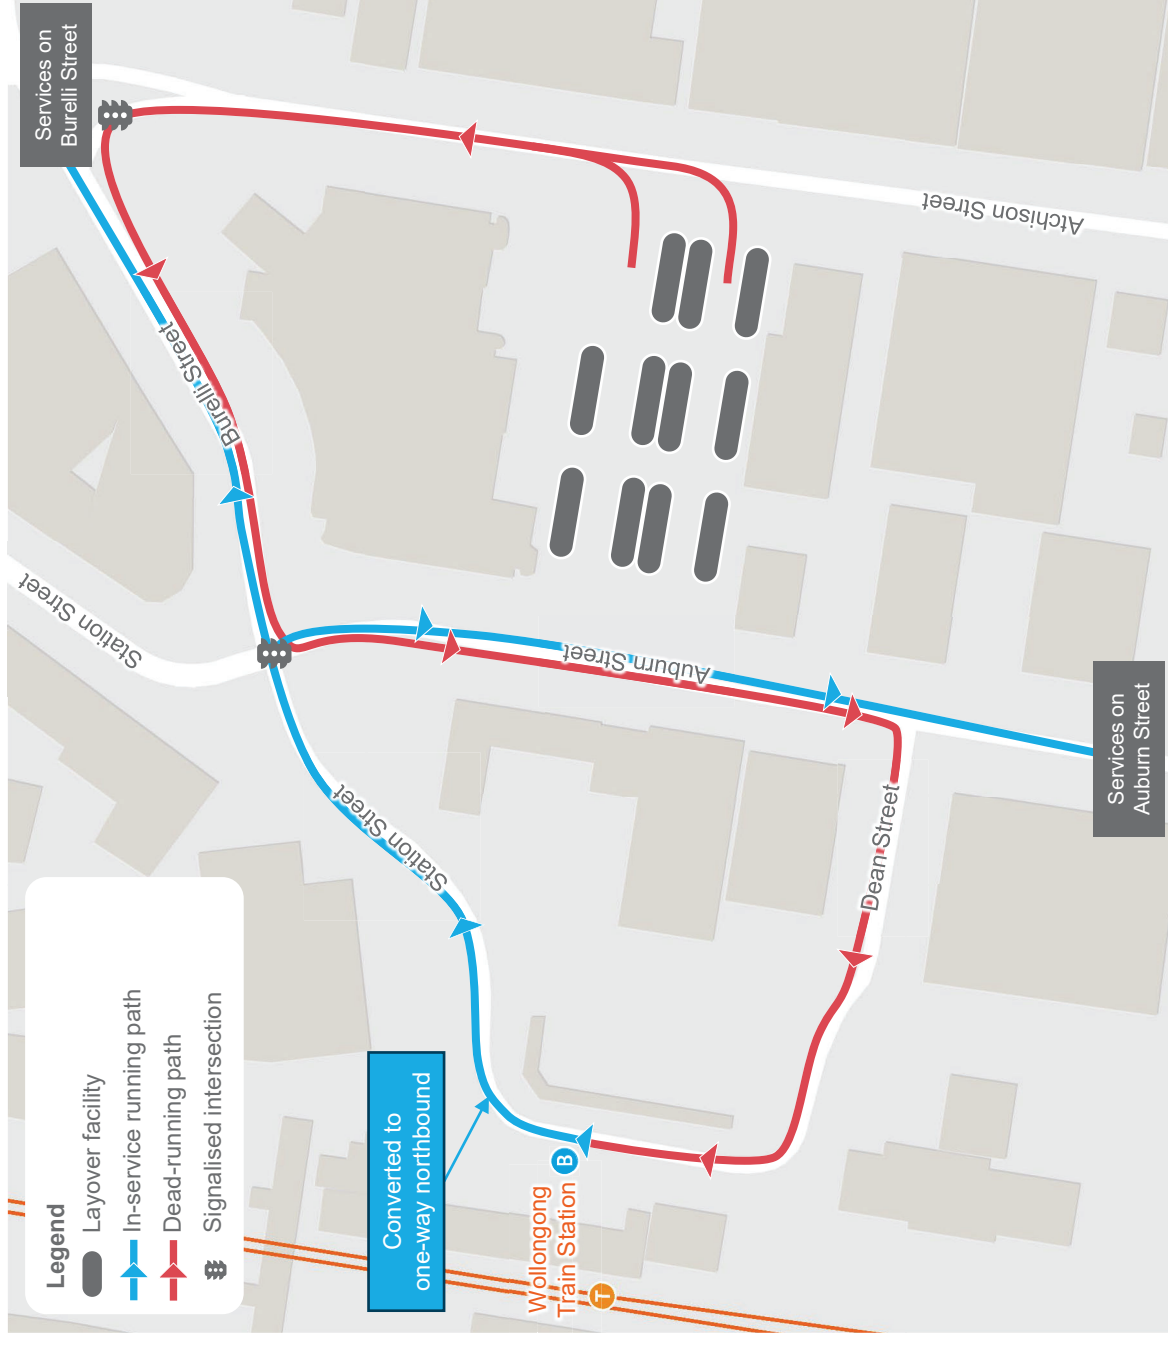 Services on
Burelli Street
Atchison Street
Burelli Street
Station Street
Auburn Street
Station Street
Services on
Auburn Street
Dean Street
Converted to
one-way northbound
Wollongong
Train Station
B
T
Legend
Layover facility
In-service running path
Dead-running path
Signalised intersection